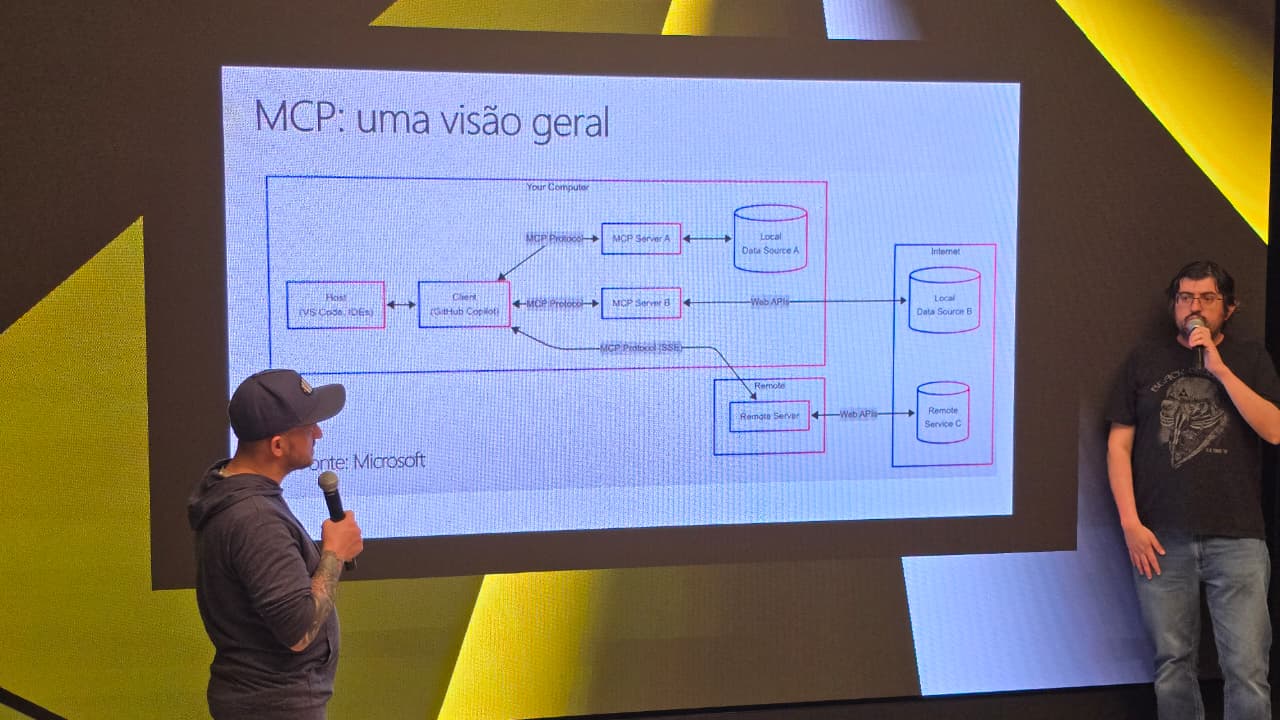 MCP: uma visão geral
Your Computer
MCP Protocol
MCP Server A
Local
Data Source A
Internet
Host
(VS Code, IDEs)
Client
(GitHub Copilot)
MCP Protocol
MCP Server B
Web APIs
Local
Data Source B
MCP Protocol (SSE)
Remote
Remote Server
Web APIs
Remote
Service C
onte: Microsoft
BLACK